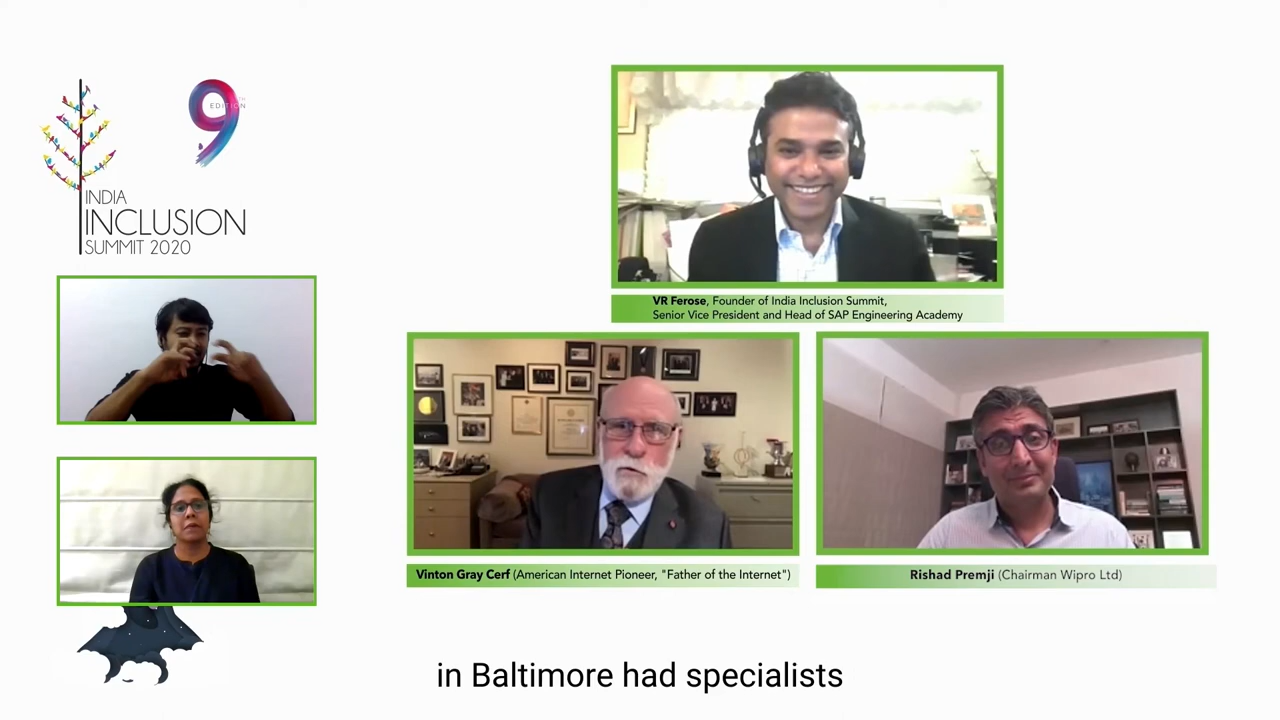 9
TH
EDITION
INDIA
INCLUSION
SUMMIT 2020
VR Ferose, Founder of India Inclusion Summit,
Senior Vice President and Head of SAP Engineering Academy
Vinton Gray Cerf (American Internet Pioneer, "Father of the Internet")
Rishad Premji (Chairman Wipro Ltd)
in Baltimore had specialists